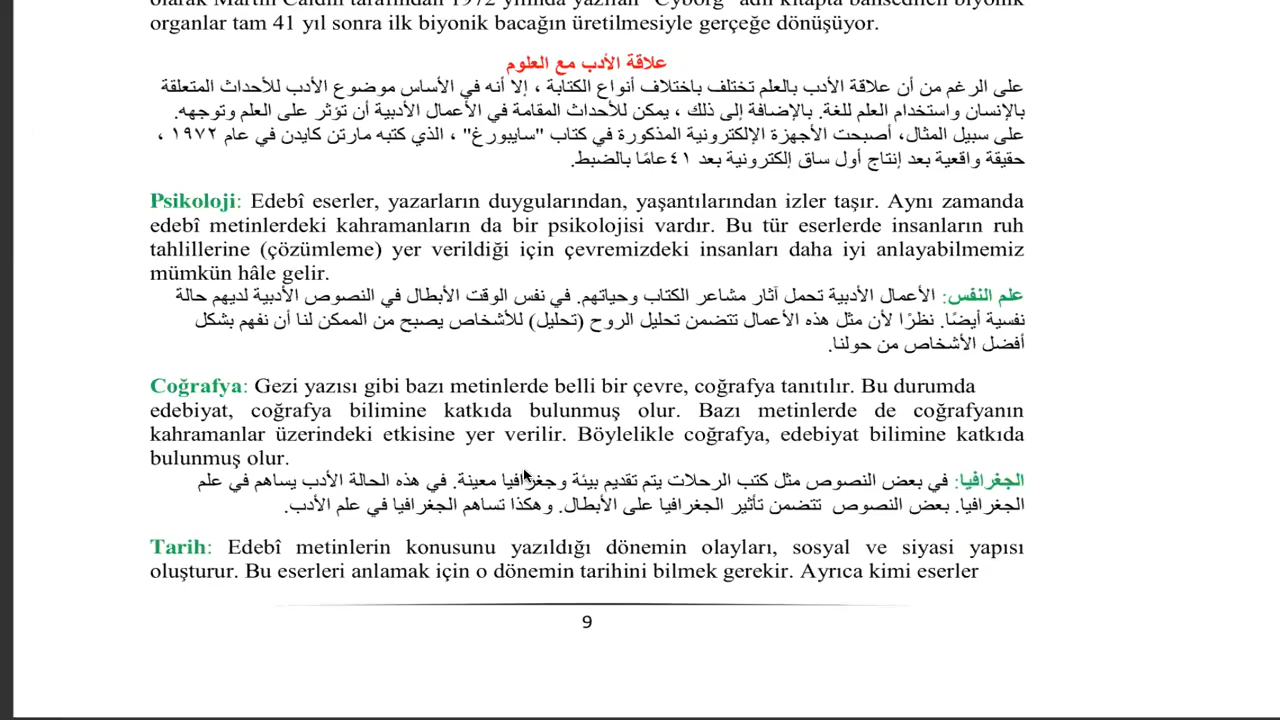 olarak Martin Caidin tarafından 1972 yılında yazılan "Cyborg" adlı kitapta bahsedilen biyonik
organlar tam 41 yıl sonra ilk biyonik bacağın üretilmesiyle gerçeğe dönüşüyor.
علاقة الأدب مع العلوم
على الرغم من أن علاقة الأدب بالعلم تختلف باختلاف أنواع الكتابة ، إلا أنه في الأساس موضوع الأدب للأحداث المتعلقة
بالإنسان واستخدام العلم للغة. بالإضافة إلى ذلك ، يمكن للأحداث المقامة في الأعمال الأدبية أن تؤثر على العلم وتوجهه.
على سبيل المثال، أصبحت الأجهزة الإلكترونية المذكورة في كتاب "سايبورغ" ، الذي كتبه مارتن كايدن في عام ١٩٧٢ ،
حقيقة واقعية بعد إنتاج أول ساق إلكترونية بعد ٤١ عامًا بالضبط.
Psikoloji: Edebî eserler, yazarların duygularından, yaşantılarından izler taşır. Aynı zamanda
edebî metinlerdeki kahramanların da bir psikolojisi vardır. Bu tür eserlerde insanların ruh
tahlillerine (çözümleme) yer verildiği için çevremizdeki insanları daha iyi anlayabilmemiz
mümkün hâle gelir.
علم النفس: الأعمال الأدبية تحمل آثار مشاعر الكتاب وحياتهم. في نفس الوقت الأبطال في النصوص الأدبية لديهم حالة
نفسية أيضًا. نظرًا لأن مثل هذه الأعمال تتضمن تحليل الروح (تحليل) للأشخاص يصبح من الممكن لنا أن نفهم بشكل
أفضل الأشخاص من حولنا.
Coğrafya: Gezi yazısı gibi bazı metinlerde belli bir çevre, coğrafya tanıtılır. Bu durumda
edebiyat, coğrafya bilimine katkıda bulunmuş olur. Bazı metinlerde de coğrafyanın
kahramanlar üzerindeki etkisine yer verilir. Böylelikle coğrafya, edebiyat bilimine katkıda
bulunmuş olur.
الجغرافيا: في بعض النصوص مثل كتب الرحلات يتم تقديم بيئة وجغرافيا معينة. في هذه الحالة الأدب يساهم في علم
الجغرافيا. بعض النصوص تتضمن تأثير الجغرافيا على الأبطال. وهكذا تساهم الجغرافيا في علم الأدب.
Tarih: Edebî metinlerin konusunu yazıldığı dönemin olayları, sosyal ve siyasi yapısı
oluşturur. Bu eserleri anlamak için o dönemin tarihini bilmek gerekir. Ayrıca kimi eserler
9